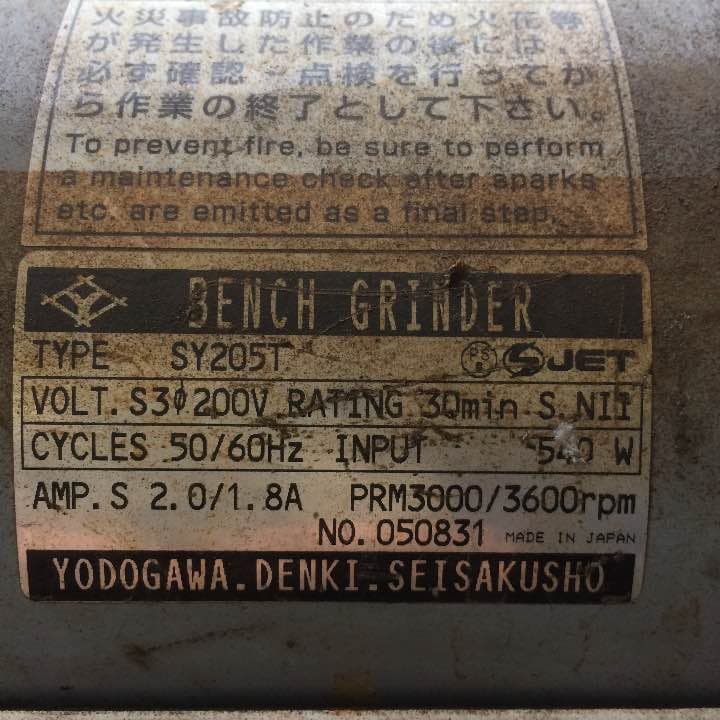 火災事故防止のため火花等
が発生した作業の後には、
必ず確認－点検を行ってか
ら作業の終了として下さい。
To prevent fire, be sure to perform
a maintenance check after sparks
etc. are emitted as a final step.
BENCH GRINDER
TYPE SY205T PSE JET
VOLT.S3φ200V RATING 30min S.NII
CYCLES 50/60Hz INPUT 540 W
AMP.S 2.0/1.8A PRM3000/3600rpm
NO.050831 MADE IN JAPAN
YODOGAWA.DENKI.SEISAKUSHO